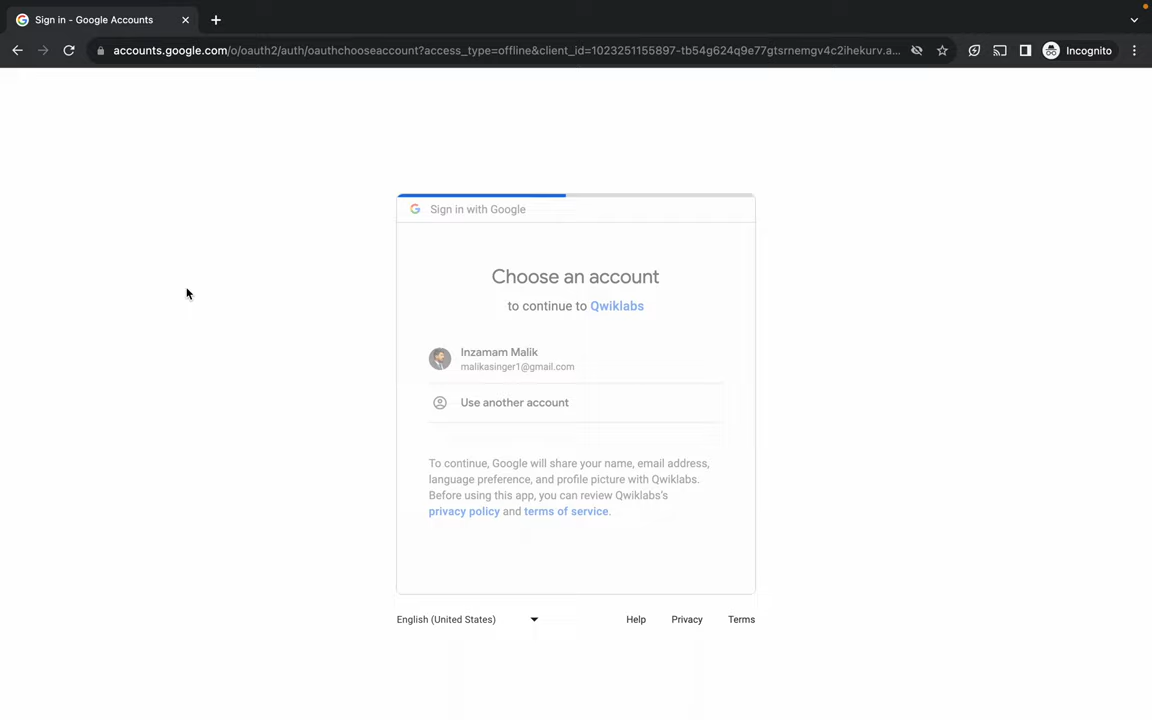 Sign in - Google Accounts
accounts.google.com/o/oauth2/auth/oauthchooseaccount?access_type=offline&client_id=1023251155897-tb54g624q9e77gtsrnemgv4c2ihekurv.a...
Incognito
Sign in with Google
Choose an account
to continue to Qwiklabs
Inzamam Malik
malikasinger1@gmail.com
Use another account
To continue, Google will share your name, email address,
language preference, and profile picture with Qwiklabs.
Before using this app, you can review Qwiklabs's
privacy policy and terms of service.
English (United States)
Help
Privacy
Terms